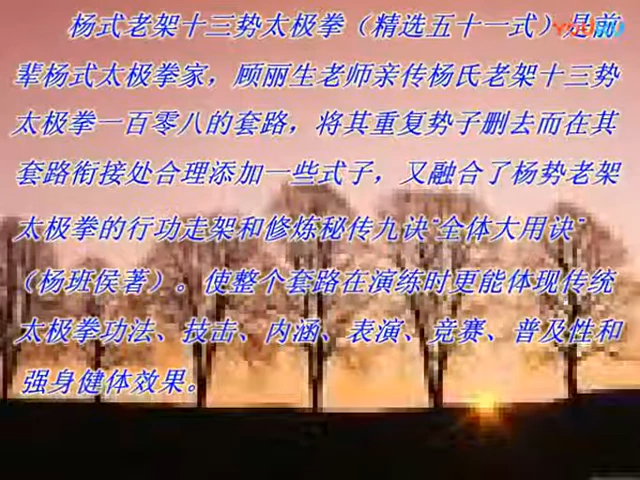 杨式老架十三势太极拳（精选五十一式）是前
辈杨式太极拳家，顾丽生老师亲传杨氏老架十三势
太极拳一百零八的套路，将其重复势子删去而在其
套路衔接处合理添加一些式子，又融合了杨势老架
太极拳的行功走架和修炼秘传九诀“全体大用诀”
（杨班侯著）。使整个套路在演练时更能体现传统
太极拳功法、技击、内涵、表演、竞赛、普及性和
强身健体效果。